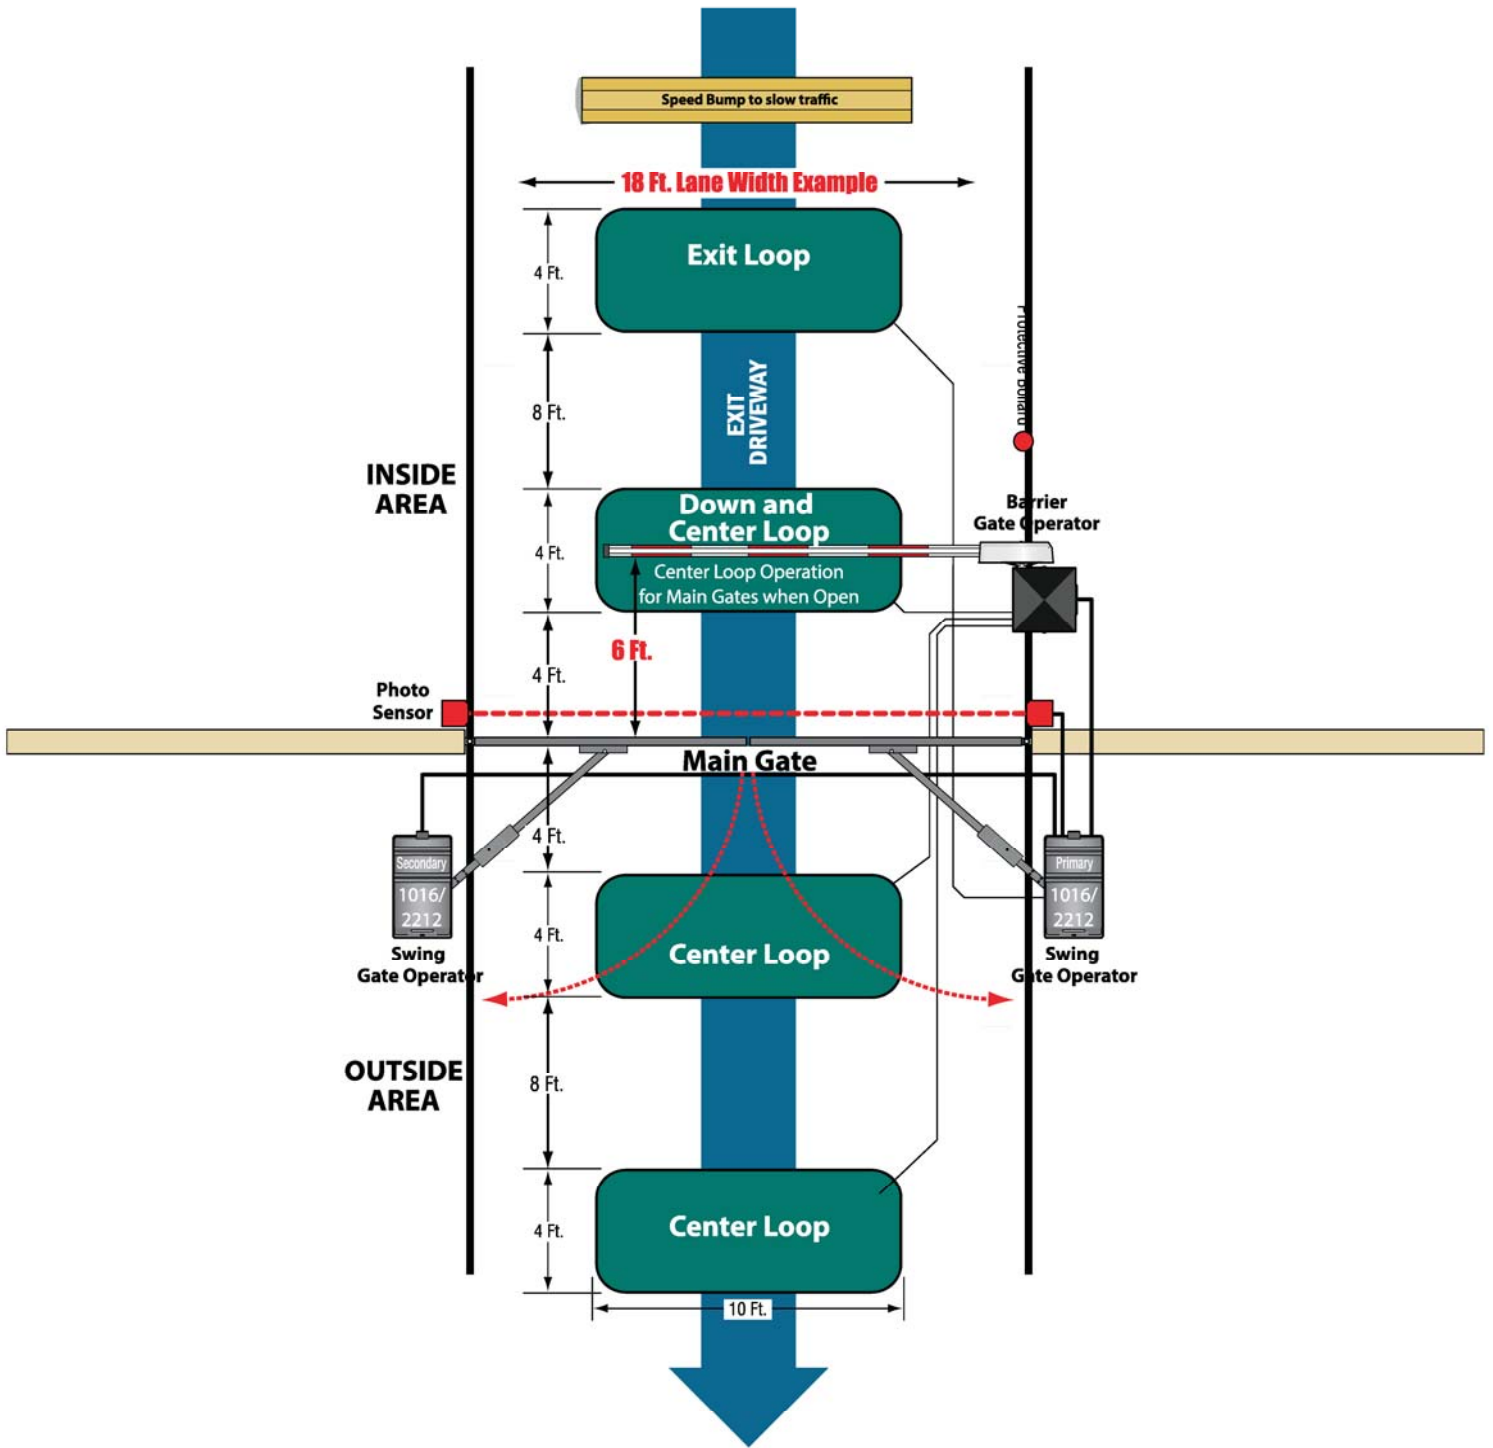 Speed Bump to slow traffic
18 Ft. Lane Width Example
Exit Loop
4 Ft.
Protective Bollard
EXIT
DRIVEWAY
8 Ft.
INSIDE
AREA
Down and
Center Loop
Barrier
Gate Operator
4 Ft.
Center Loop Operation
for Main Gates when Open
6 Ft.
4 Ft.
Photo
Sensor
Main Gate
4 Ft.
Secondary
1016/
2212
Swing
Gate Operator
Primary
1016/
2212
Swing
Gate Operator
4 Ft.
Center Loop
OUTSIDE
AREA
8 Ft.
4 Ft.
Center Loop
10 Ft.